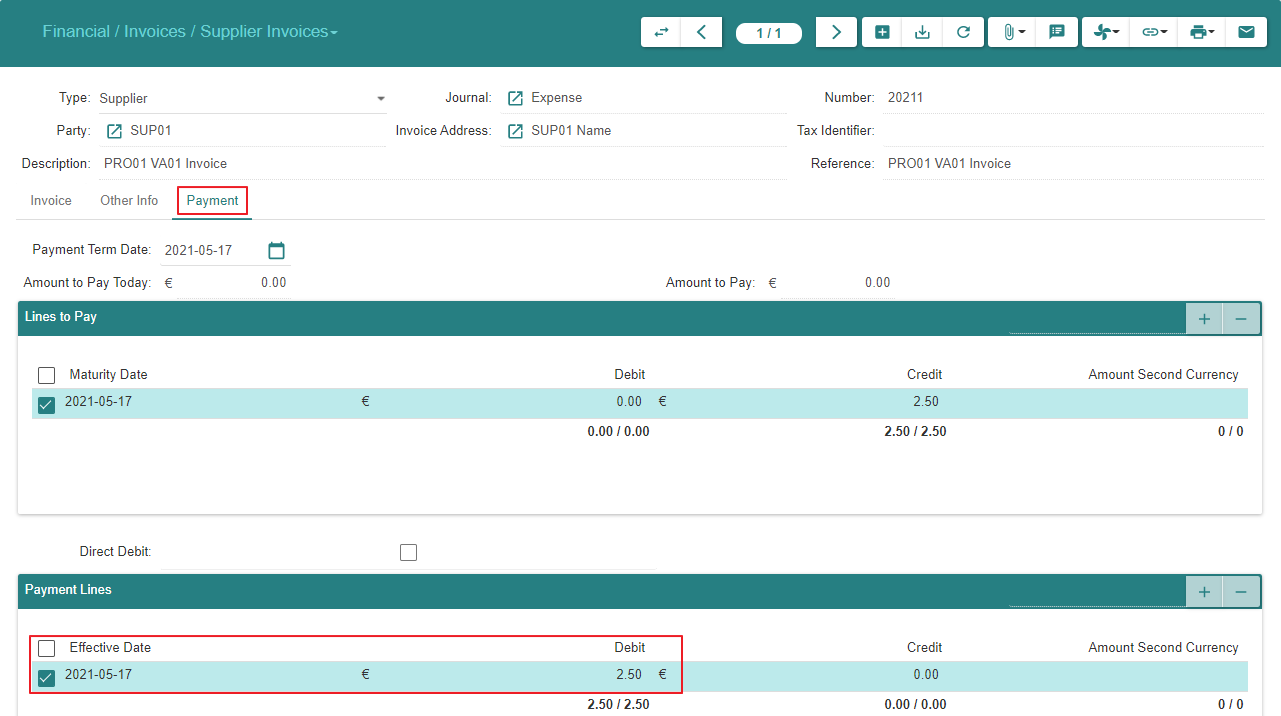 Financial / Invoices / Supplier Invoices
1 / 1
Type: Supplier Journal: Expense Number: 20211
Party: SUP01 Invoice Address: SUP01 Name Tax Identifier:
Description: PRO01 VA01 Invoice Reference: PRO01 VA01 Invoice
Invoice Other Info Payment
Payment Term Date: 2021-05-17
Amount to Pay Today: € 0.00 Amount to Pay: € 0.00
Lines to Pay + −
Maturity Date Debit Credit Amount Second Currency
2021-05-17 € 0.00 € 2.50
0.00 / 0.00 2.50 / 2.50 0 / 0
Direct Debit:
Payment Lines + −
Effective Date Debit Credit Amount Second Currency
2021-05-17 € 2.50 € 0.00
2.50 / 2.50 0.00 / 0.00 0 / 0